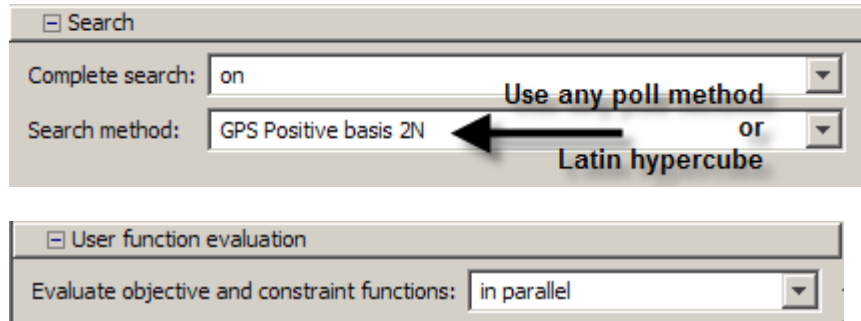 Search
Complete search: on
Use any poll method
Search method: GPS Positive basis 2N or
Latin hypercube
User function evaluation
Evaluate objective and constraint functions: in parallel